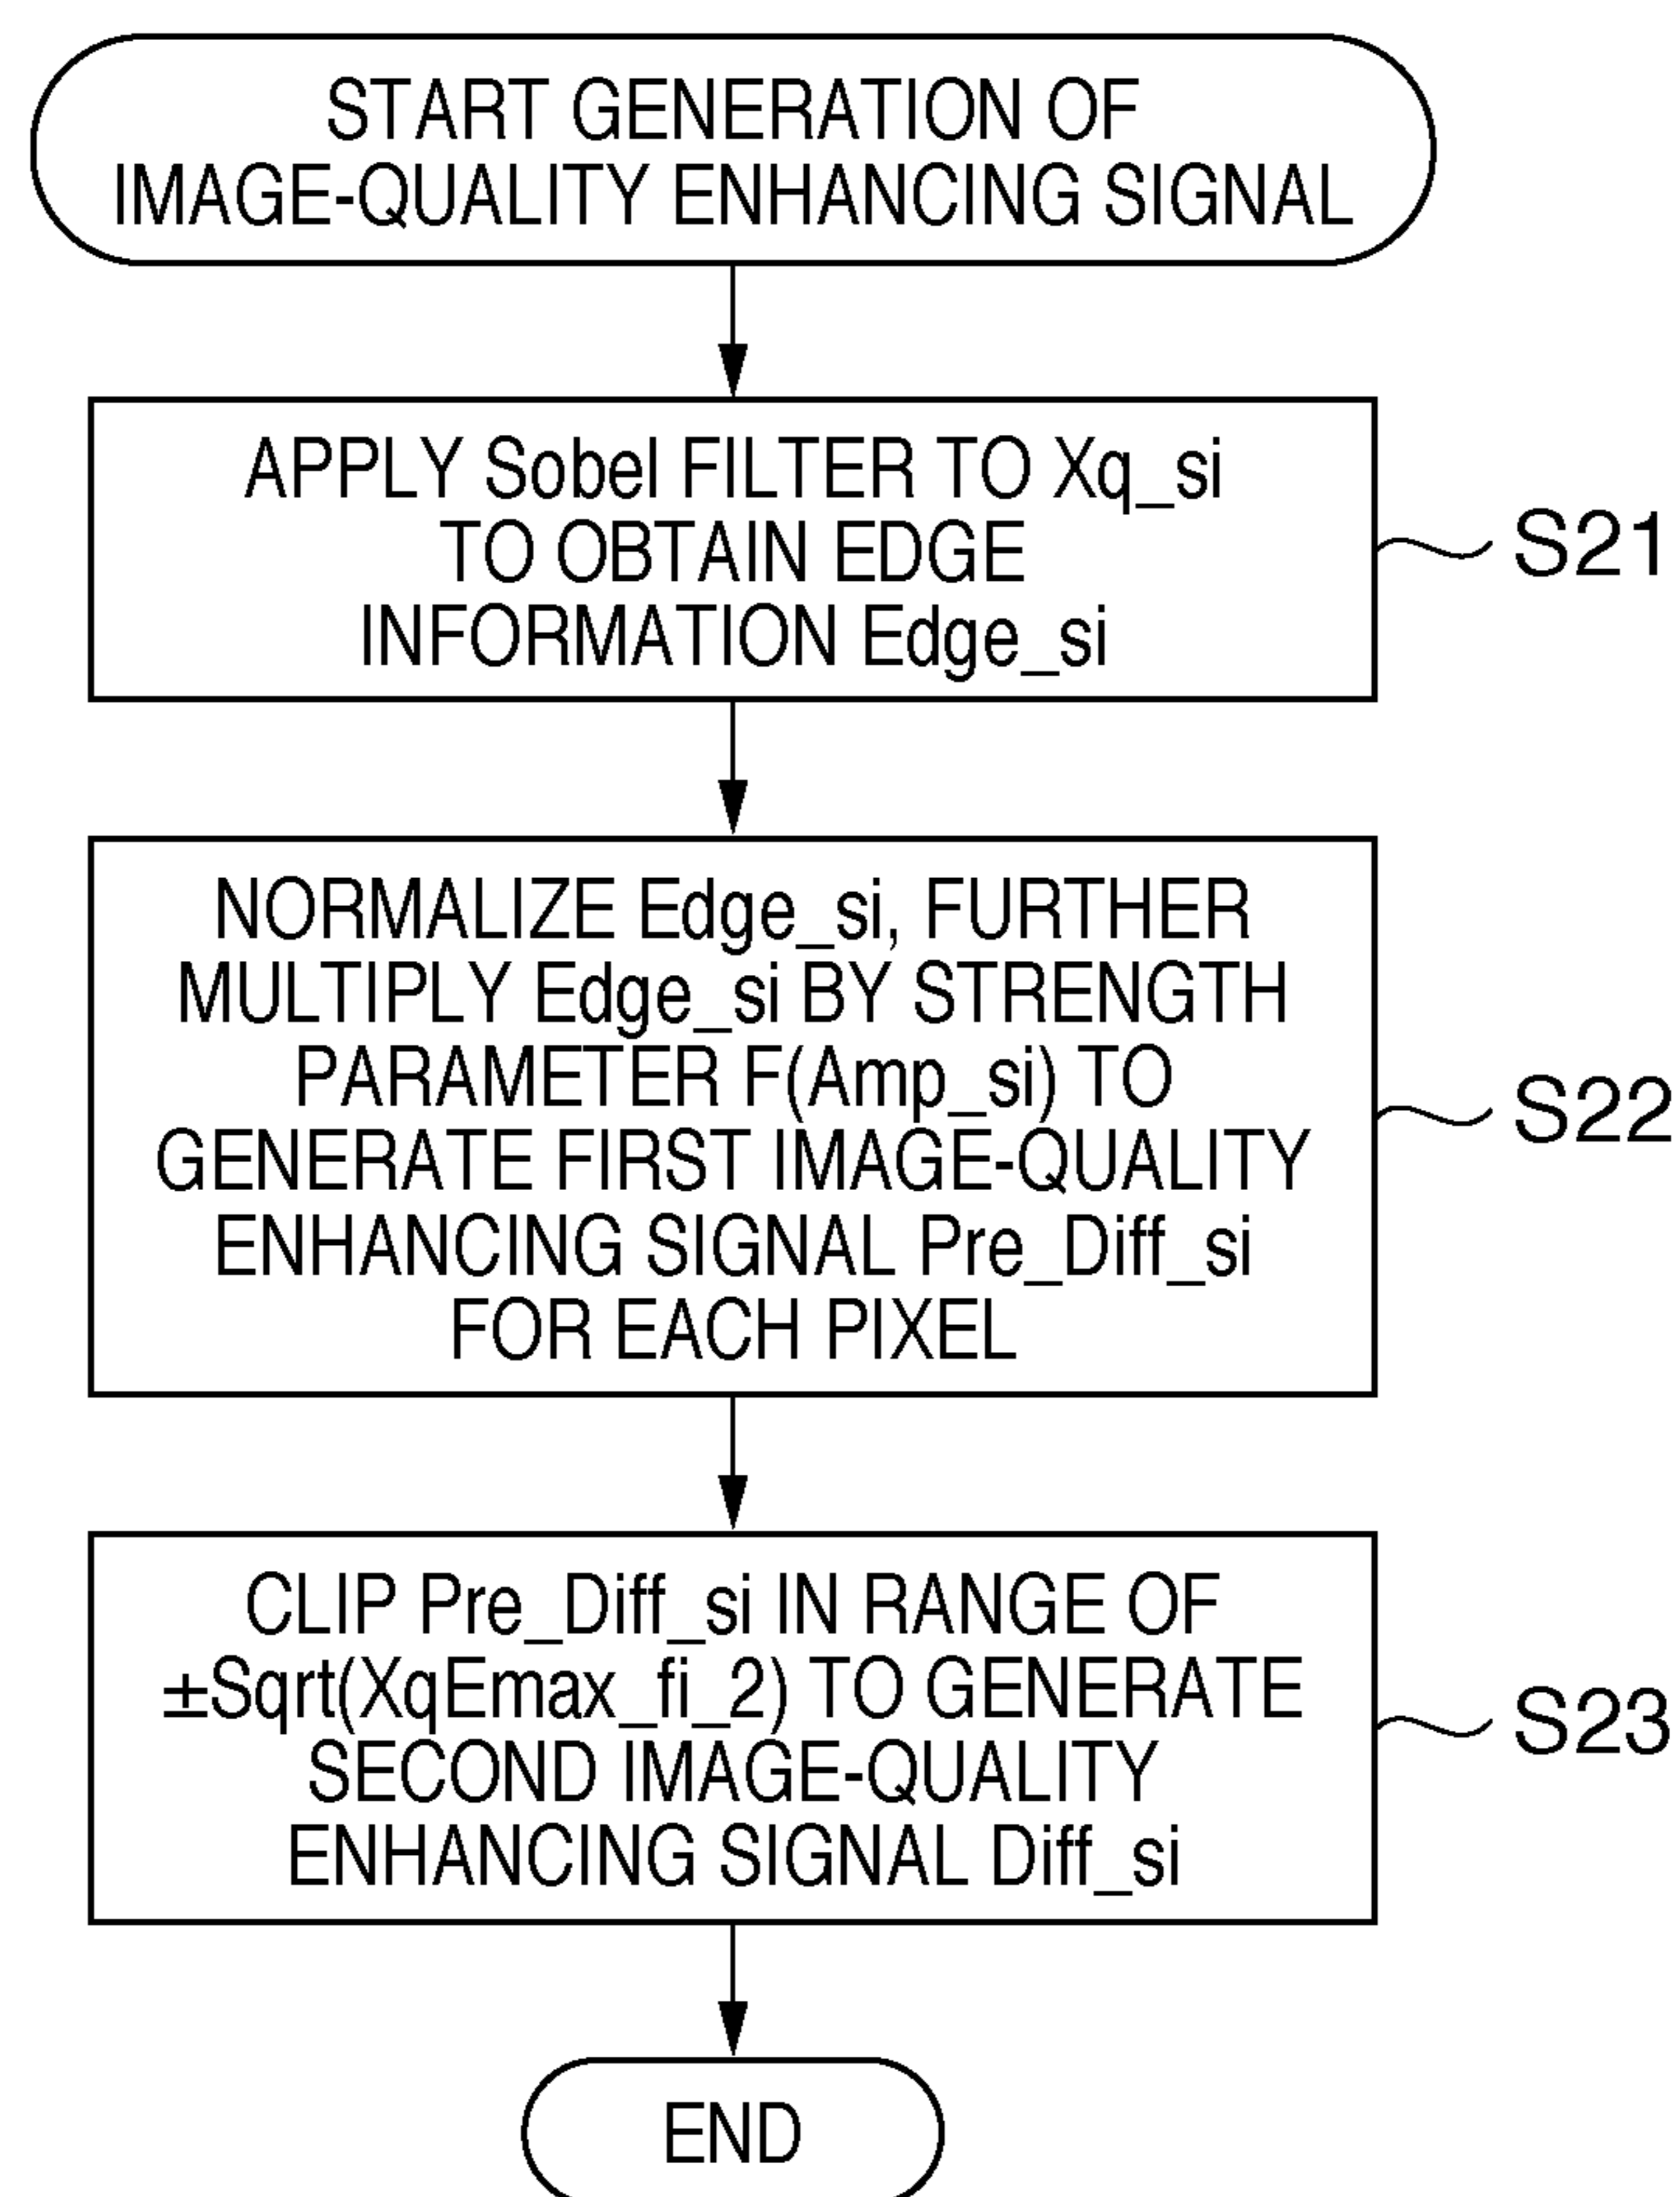 START GENERATION OF
IMAGE-QUALITY ENHANCING SIGNAL
APPLY Sobel FILTER TO Xq_si
TO OBTAIN EDGE
INFORMATION Edge_si
S21
NORMALIZE Edge_si, FURTHER
MULTIPLY Edge_si BY STRENGTH
PARAMETER F(Amp_si) TO
GENERATE FIRST IMAGE-QUALITY
ENHANCING SIGNAL Pre_Diff_si
FOR EACH PIXEL
S22
CLIP Pre_Diff_si IN RANGE OF
±Sqrt(XqEmax_fi_2) TO GENERATE
SECOND IMAGE-QUALITY
ENHANCING SIGNAL Diff_si
S23
END